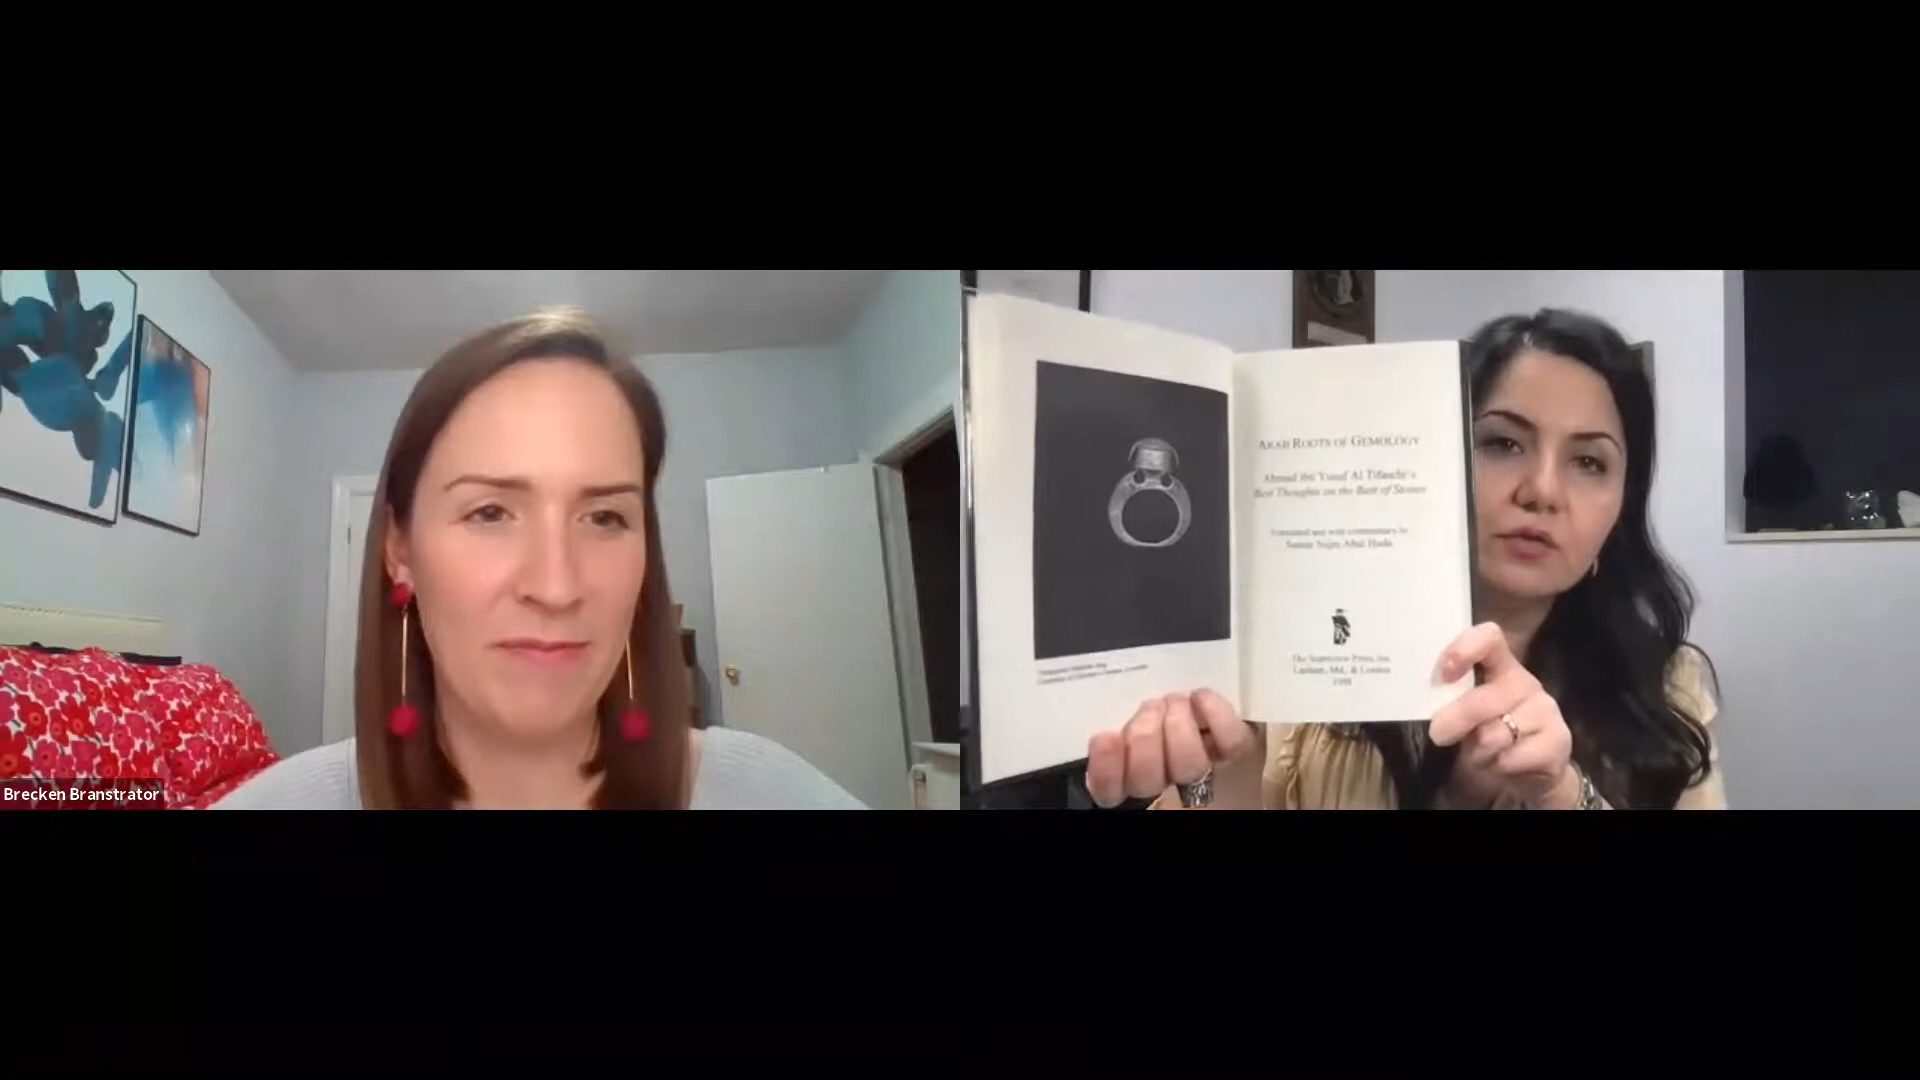 Brecken Branstrator
ARAB ROOTS OF GEMOLOGY
Ahmad ibn Yusuf Al Tifaschi's
Best Thoughts on the Best of Stones
Translated and with commentary by
Samar Najm Abul Huda
The Scarecrow Press, Inc.
Lanham, Md., & London
1998